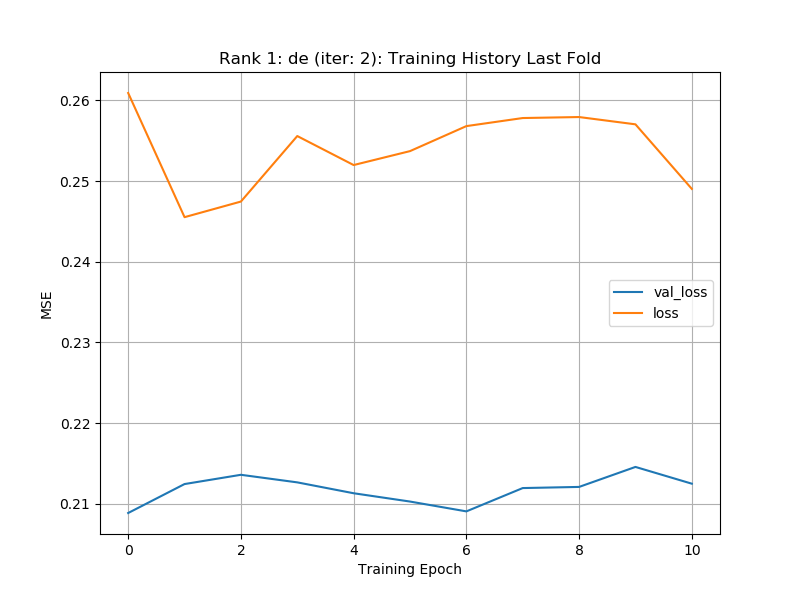 Rank 1: de (iter: 2): Training History Last Fold
0.26
0.25
0.24
0.23
0.22
0.21
MSE
val_loss
loss
0 2 4 6 8 10
Training Epoch